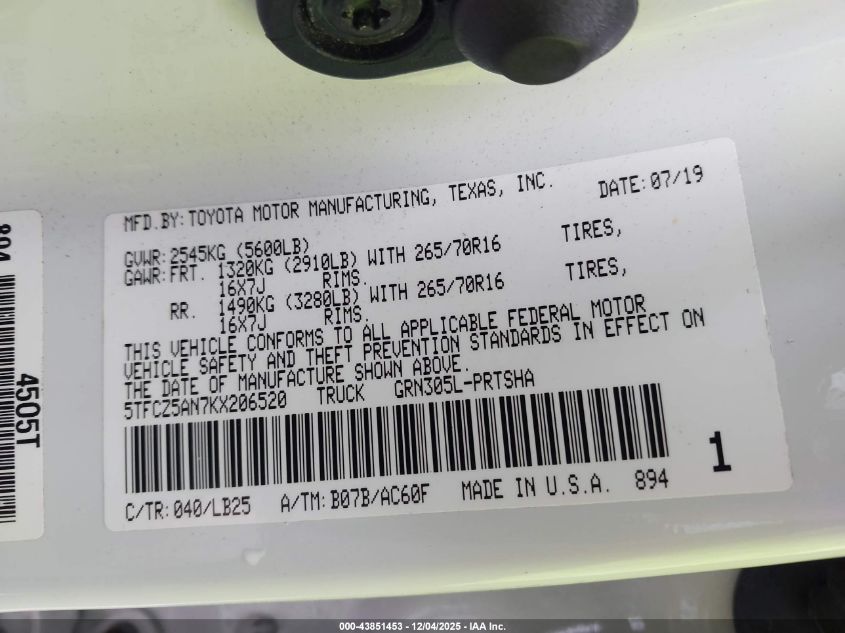 MFD.BY: TOYOTA MOTOR MANUFACTURING, TEXAS, INC. DATE: 07/19
GVWR: 2545KG (5600LB)
GAWR: FRT. 1320KG (2910LB) WITH 265/70R16 TIRES,
16X7J RIMS,
RR. 1490KG (3280LB) WITH 265/70R16 TIRES,
16X7J RIMS,
THIS VEHICLE CONFORMS TO ALL APPLICABLE FEDERAL MOTOR
VEHICLE SAFETY AND THEFT PREVENTION STANDARDS IN EFFECT ON
THE DATE OF MANUFACTURE SHOWN ABOVE.
5TFCZ5AN7KX206520 TRUCK GRN305L-PRTSHA
1
C/TR: 040/LB25 A/TM: B07B/AC60F MADE IN U.S.A. 894
894
4505T
000-43851453 - 12/04/2025 - IAA Inc.